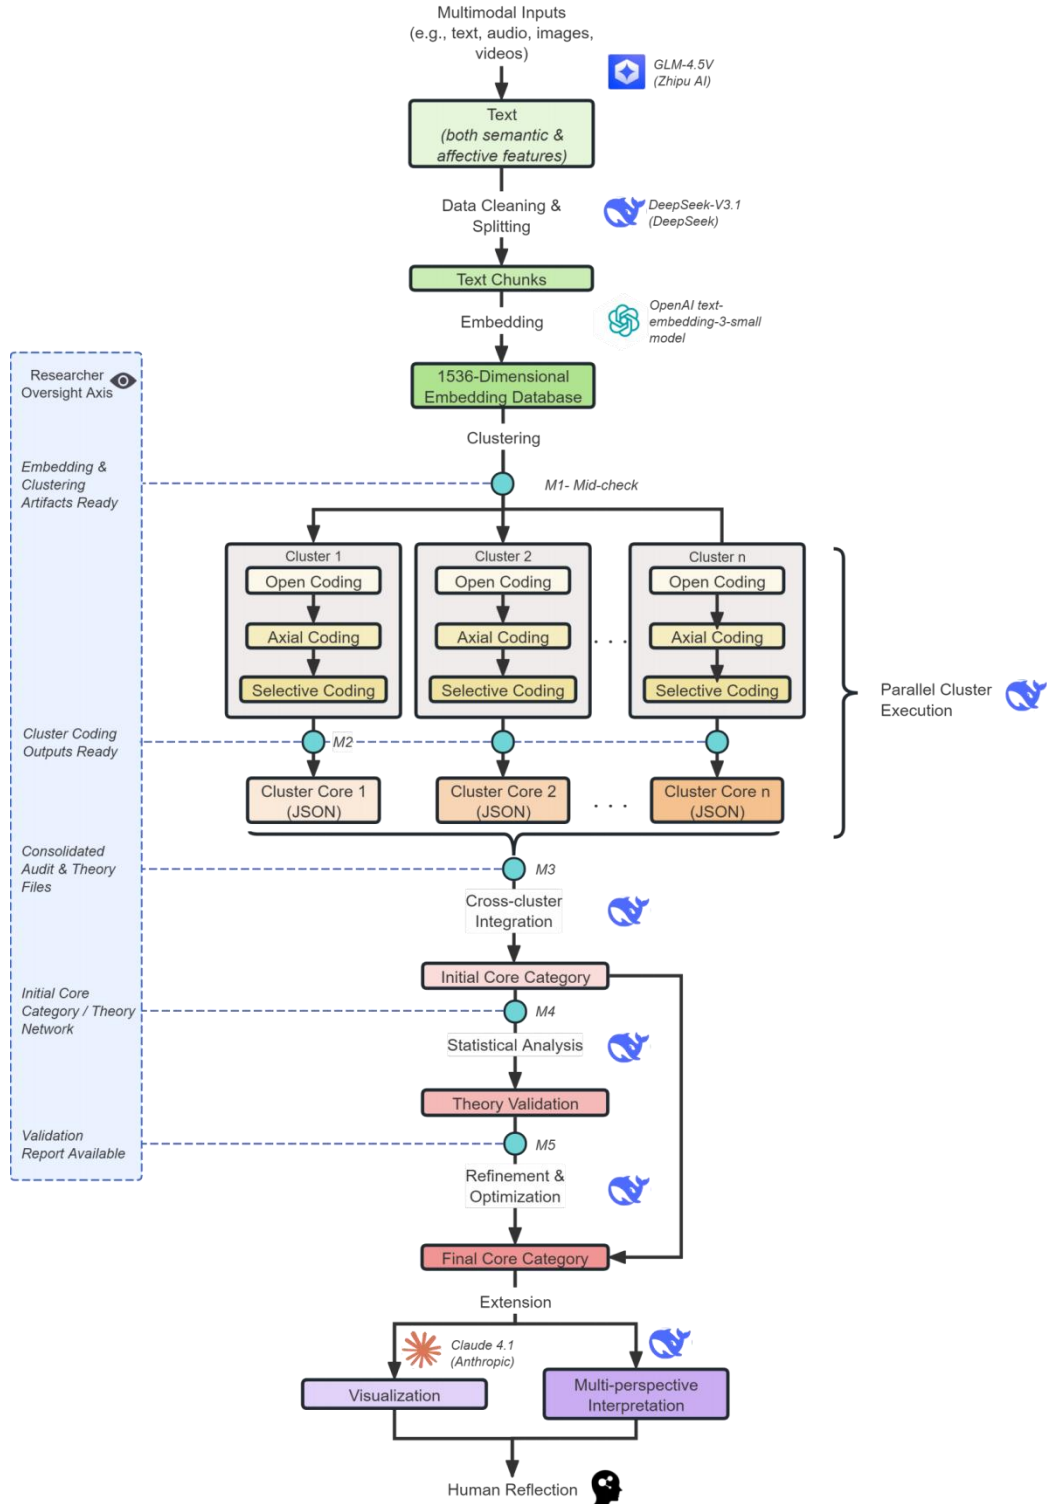 Multimodal Inputs
(e.g., text, audio, images,
videos)
GLM-4.5V
(Zhipu AI)
Text
(both semantic &
affective features)
Data Cleaning &
Splitting
DeepSeek-V3.1
(DeepSeek)
Text Chunks
Embedding
OpenAI text-
embedding-3-small
model
Researcher
Oversight Axis
1536-Dimensional
Embedding Database
Clustering
Embedding &
Clustering
Artifacts Ready
M1- Mid-check
Cluster 1
Open Coding
Axial Coding
Selective Coding
Cluster 2
Open Coding
Axial Coding
Selective Coding
. . .
Cluster n
Open Coding
Axial Coding
Selective Coding
Parallel Cluster
Execution
Cluster Coding
Outputs Ready
M2
Cluster Core 1
(JSON)
Cluster Core 2
(JSON)
. . .
Cluster Core n
(JSON)
Consolidated
Audit & Theory
Files
M3
Cross-cluster
Integration
Initial Core Category
Initial Core
Category / Theory
Network
M4
Statistical Analysis
Theory Validation
Validation
Report Available
M5
Refinement &
Optimization
Final Core Category
Extension
Claude 4.1
(Anthropic)
Visualization
Multi-perspective
Interpretation
Human Reflection